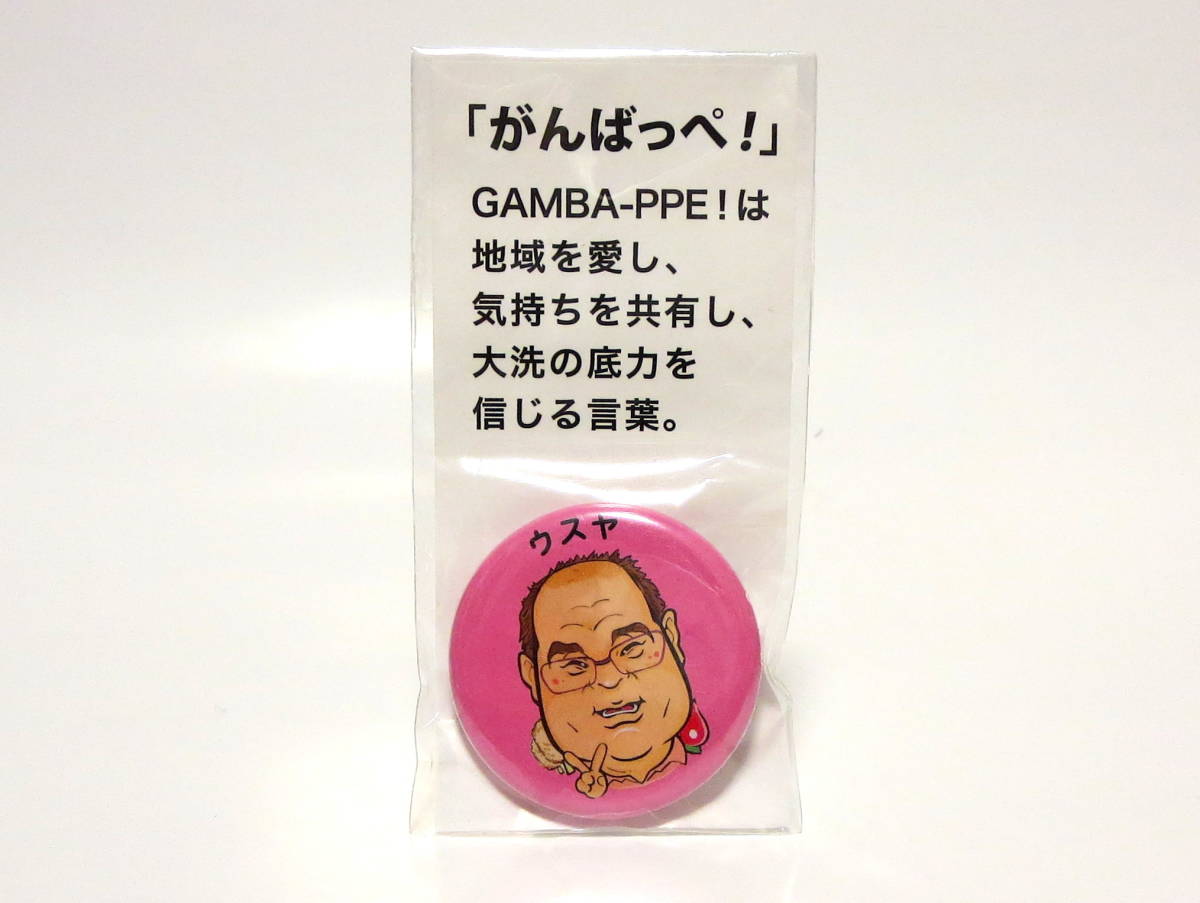 「がんばっペ！」
GAMBA-PPE！は
地域を愛し、
気持ちを共有し、
大洗の底力を
信じる言葉。
ウスヤ